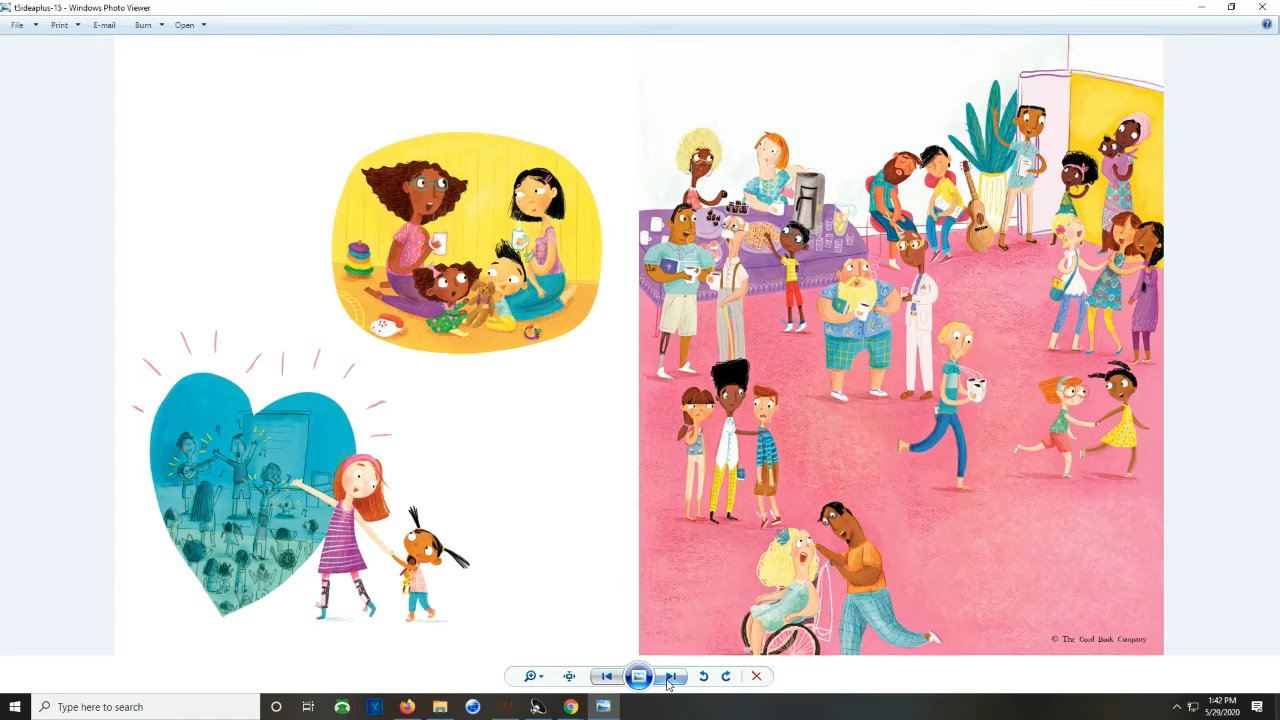 t5ideaplus-15 - Windows Photo Viewer
File Print E-mail Burn Open
© The Good Book Company
Type here to search
1:42 PM
5/29/2020